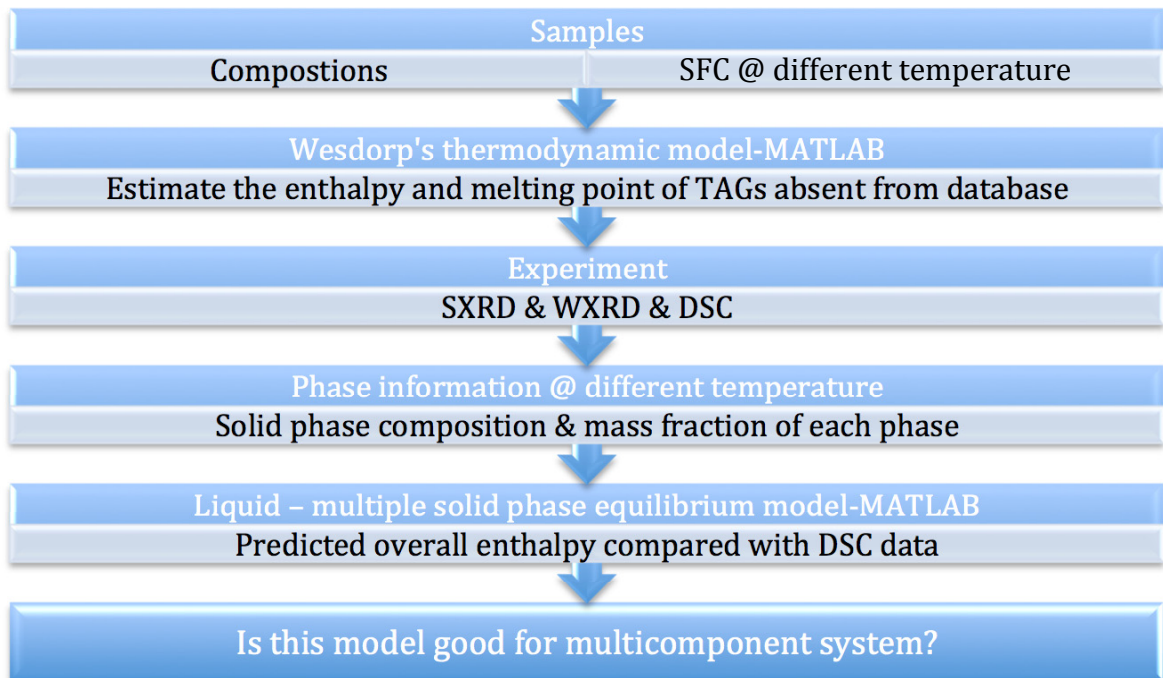 Samples
Compostions
SFC @ different temperature
Wesdorp's thermodynamic model-MATLAB
Estimate the enthalpy and melting point of TAGs absent from database
Experiment
SXRD & WXRD & DSC
Phase information @ different temperature
Solid phase composition & mass fraction of each phase
Liquid – multiple solid phase equilibrium model-MATLAB
Predicted overall enthalpy compared with DSC data
Is this model good for multicomponent system?